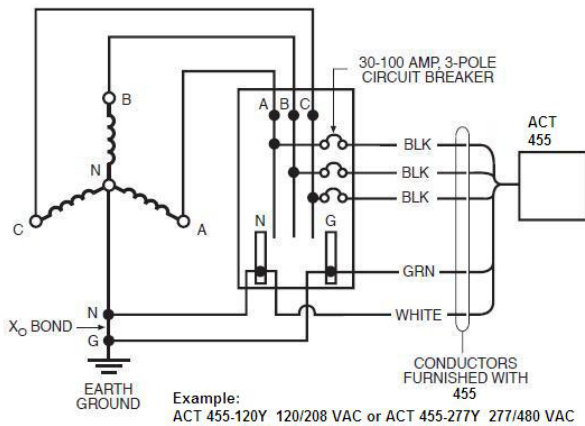 30-100 AMP, 3-POLE
CIRCUIT BREAKER
B
A B C
ACT
455
BLK
BLK
BLK
N
C
A
N
G
GRN
WHITE
N
X₀ BOND
G
EARTH
GROUND
CONDUCTORS
FURNISHED WITH
455
Example:
ACT 455-120Y 120/208 VAC or ACT 455-277Y 277/480 VAC